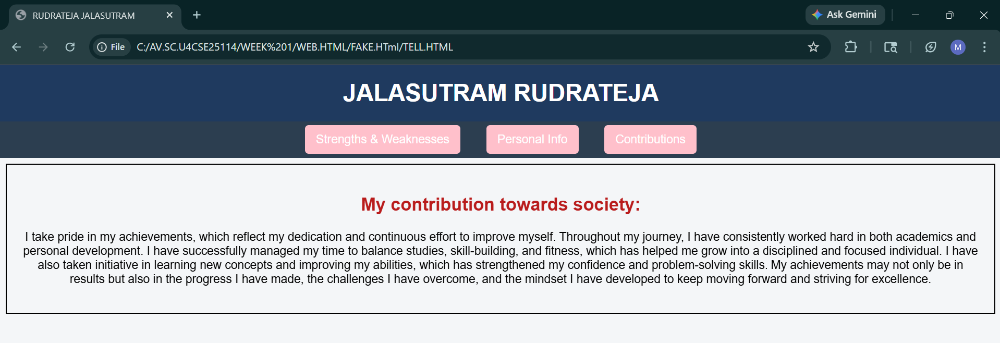 RUDRATEJA JALASUTRAM
Ask Gemini
File C:/AV.SC.U4CSE25114/WEEK%201/WEB.HTML/FAKE.HTml/TELL.HTML
M
JALASUTRAM RUDRATEJA
Strengths & Weaknesses
Personal Info
Contributions
My contribution towards society:
I take pride in my achievements, which reflect my dedication and continuous effort to improve myself. Throughout my journey, I have consistently worked hard in both academics and
personal development. I have successfully managed my time to balance studies, skill-building, and fitness, which has helped me grow into a disciplined and focused individual. I have
also taken initiative in learning new concepts and improving my abilities, which has strengthened my confidence and problem-solving skills. My achievements may not only be in
results but also in the progress I have made, the challenges I have overcome, and the mindset I have developed to keep moving forward and striving for excellence.